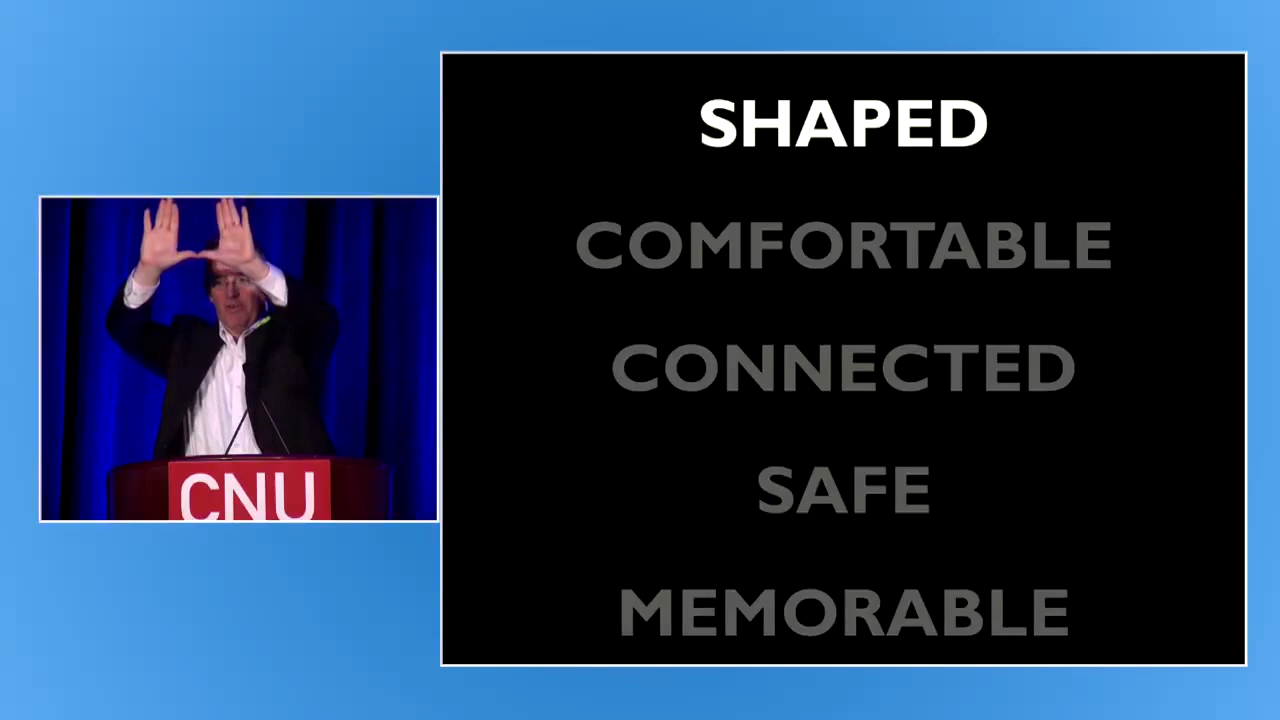 SHAPED
COMFORTABLE
CONNECTED
SAFE
MEMORABLE
CNU